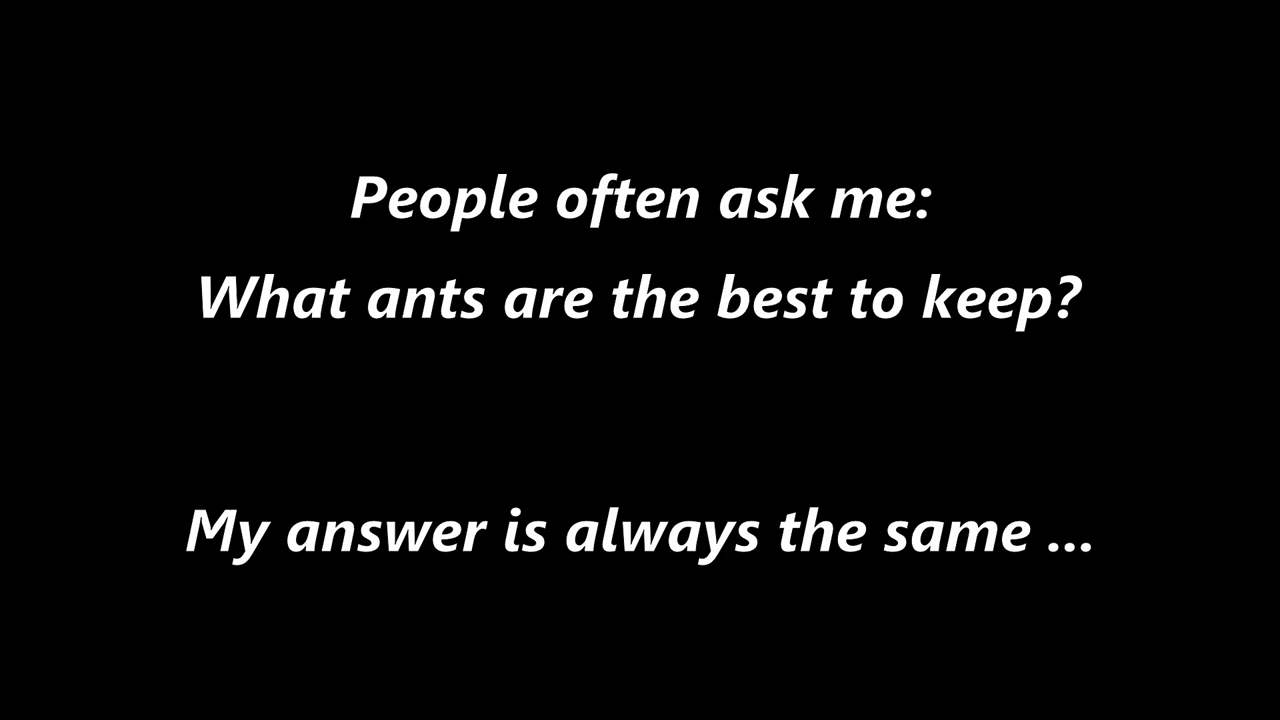 People often ask me:
What ants are the best to keep?
My answer is always the same ...